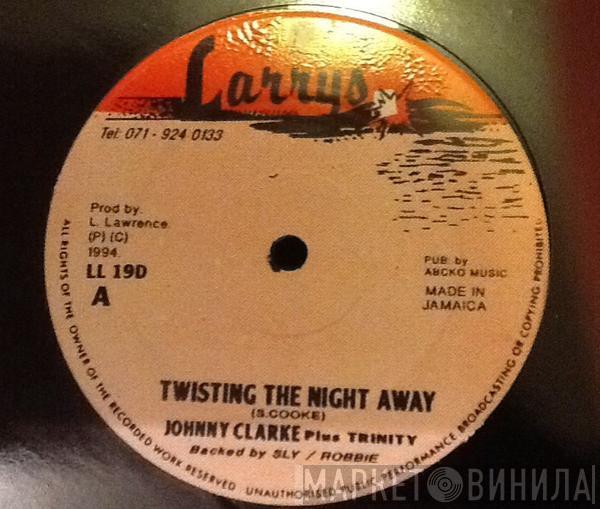 Larrys
Tel: 071 - 924 0133
Prod by.
L. Lawrence.
(P) (C)
1994.
LL 19D
A
PUB: by
ABCKO MUSIC
MADE IN
JAMAICA
TWISTING THE NIGHT AWAY
(S.COOKE)
JOHNNY CLARKE Plus TRINITY
Backed by SLY / ROBBIE
ALL RIGHTS OF THE OWNER OF THE RECORDED WORK RESERVED UNAUTHORISED PUBLIC PERFORMANCE BROADCASTING OR COPYING PROHIBITED
МАРКЕТ ВИНИЛА